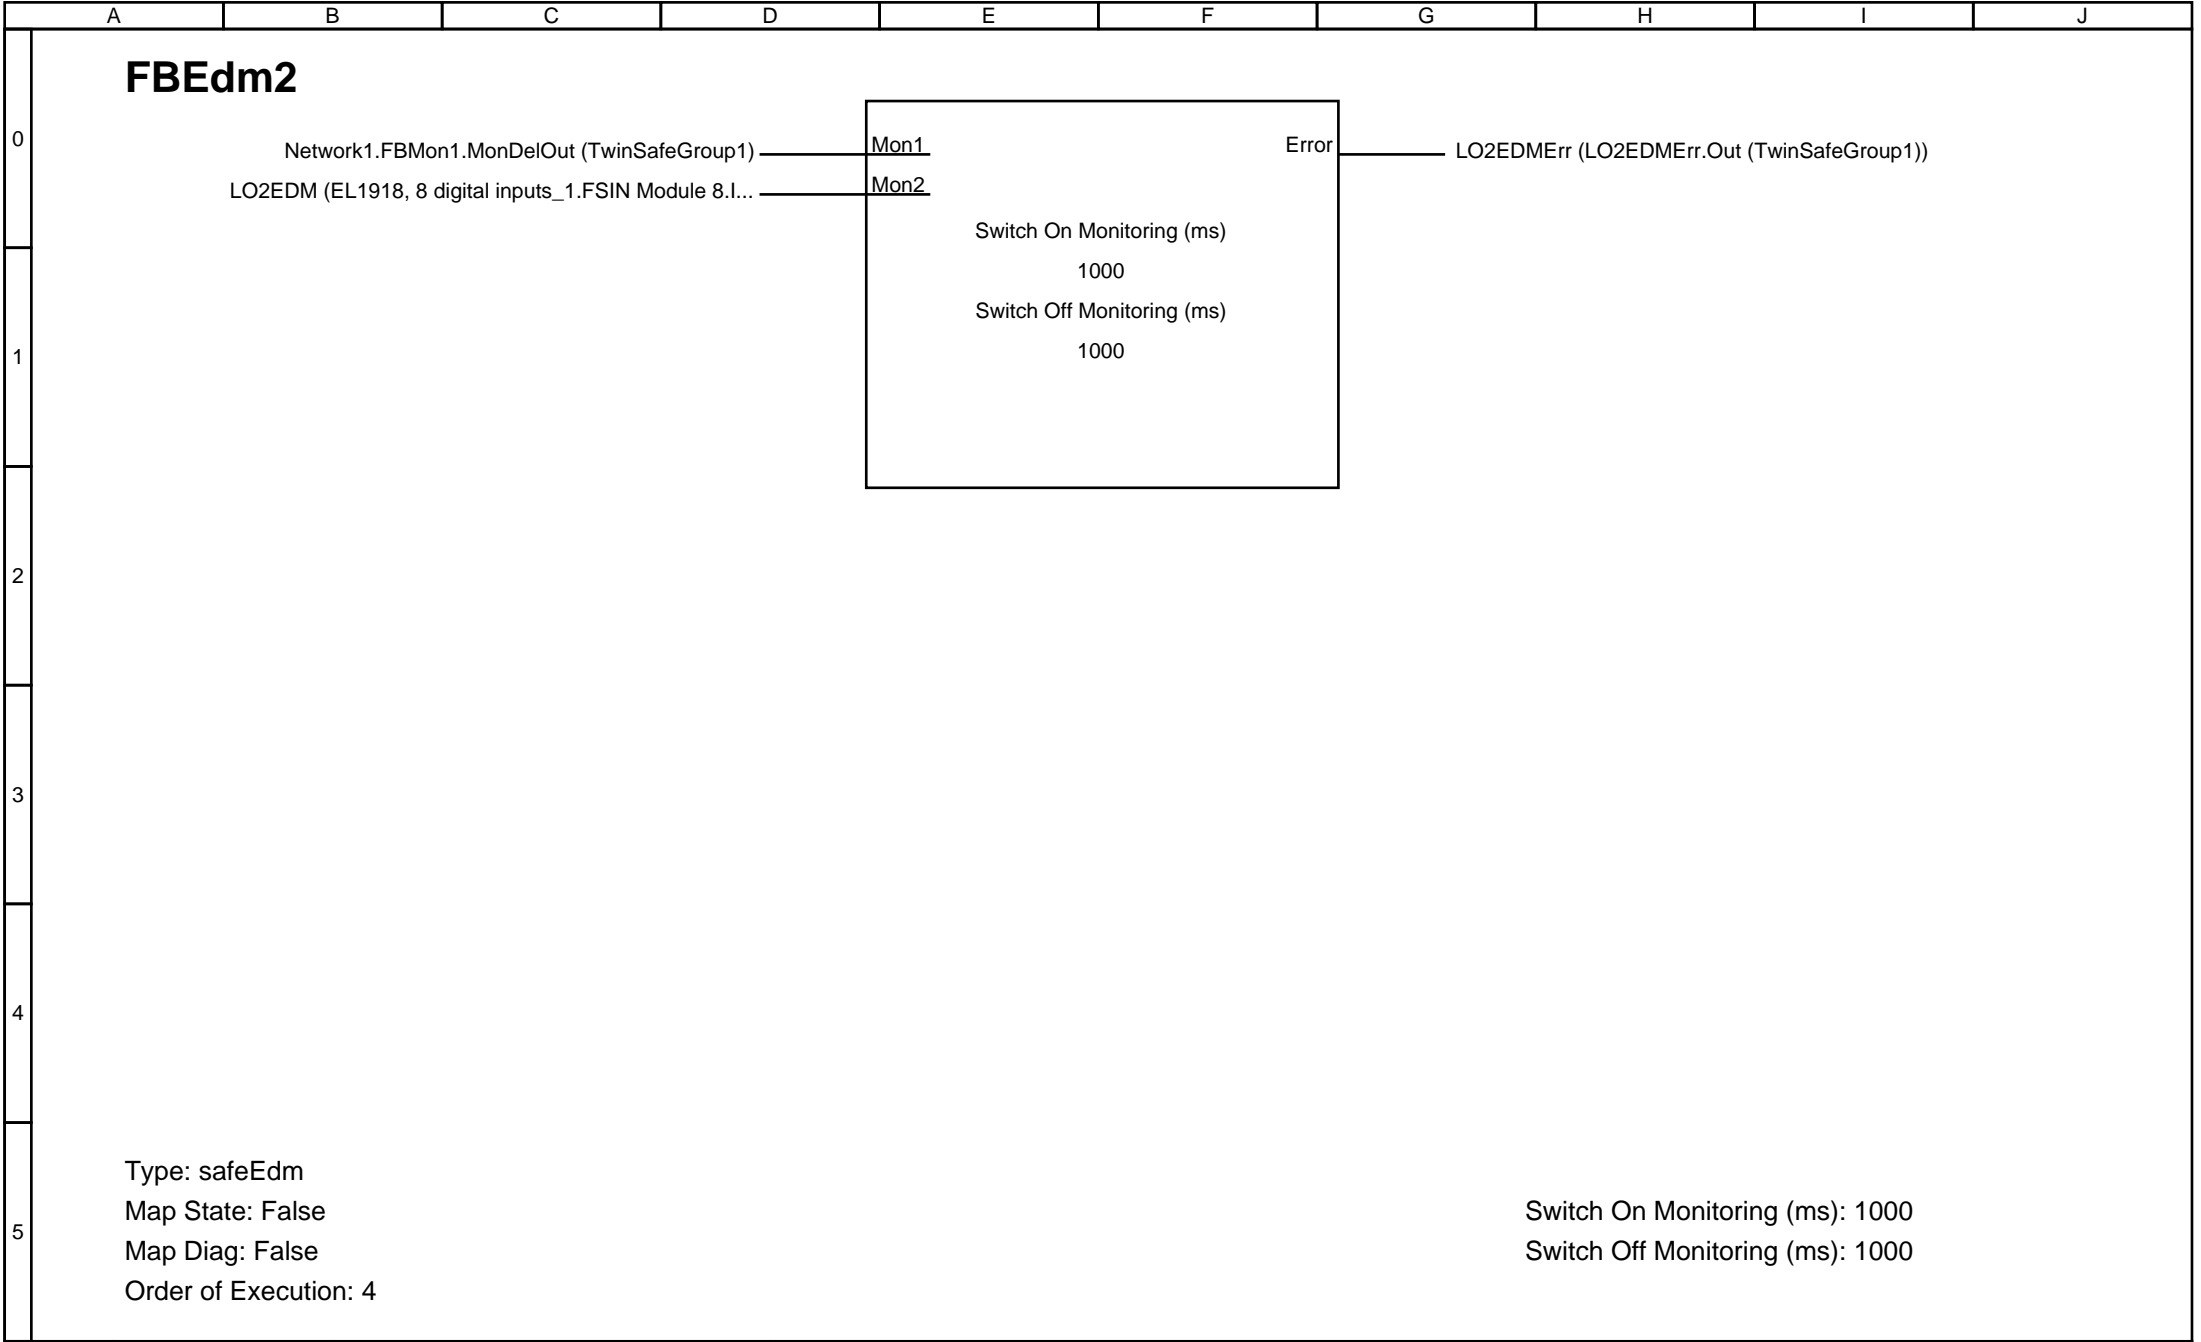 A B C D E F G H I J
FBEdm2
0
Network1.FBMon1.MonDelOut (TwinSafeGroup1) Mon1 Error LO2EDMErr (LO2EDMErr.Out (TwinSafeGroup1))
LO2EDM (EL1918, 8 digital inputs_1.FSIN Module 8.I... Mon2
Switch On Monitoring (ms)
1000
Switch Off Monitoring (ms)
1
1000
2
3
4
Type: safeEdm
Map State: False Switch On Monitoring (ms): 1000
5
Map Diag: False Switch Off Monitoring (ms): 1000
Order of Execution: 4